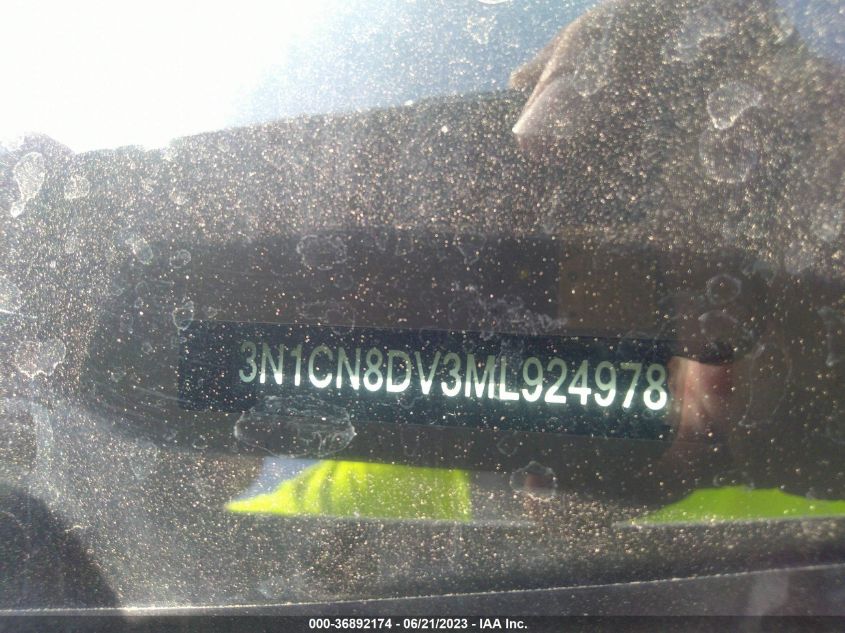 3N1CN8DV3ML924978
000-36892174 - 06/21/2023 - IAA Inc.